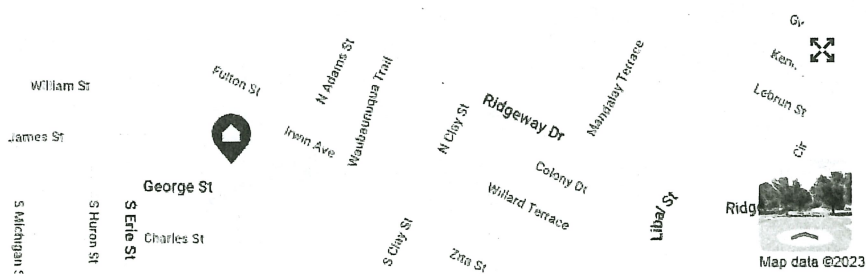 William St
James St
Fulton St
N Adams St
Waubaunuqua Trail
Irwin Ave
George St
Charles St
S Michigan S
S Huron St
S Erie St
N Clay St
S Clay St
Ridgeway Dr
Mandalay Terrace
Colony Dr
Willard Terrace
Zita St
Libal St
Lebrun St
Cir
Ridg
Map data ©2023